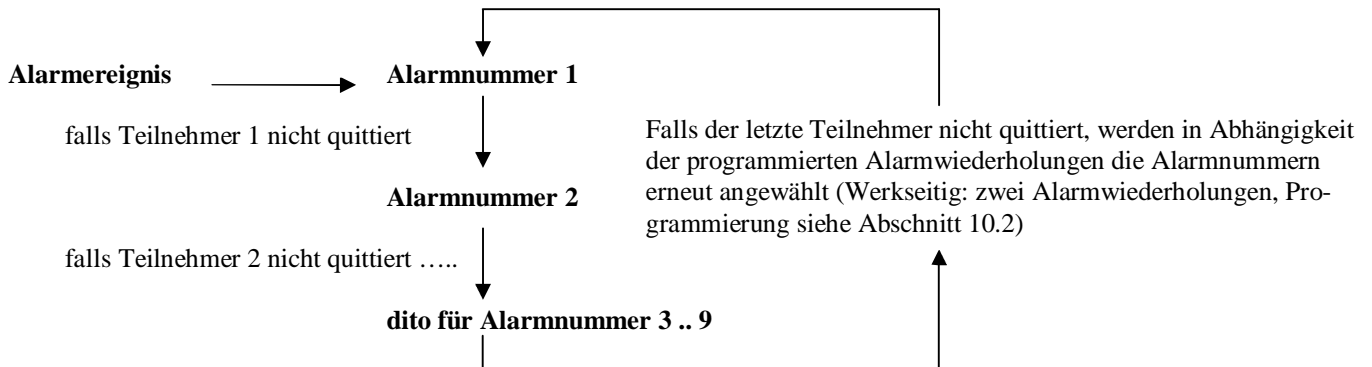 Alarmereignis
Alarmnummer 1
falls Teilnehmer 1 nicht quittiert
Alarmnummer 2
falls Teilnehmer 2 nicht quittiert …..
dito für Alarmnummer 3 .. 9
Falls der letzte Teilnehmer nicht quittiert, werden in Abhängigkeit
der programmierten Alarmwiederholungen die Alarmnummern
erneut angewählt (Werkseitig: zwei Alarmwiederholungen, Pro-
grammierung siehe Abschnitt 10.2)